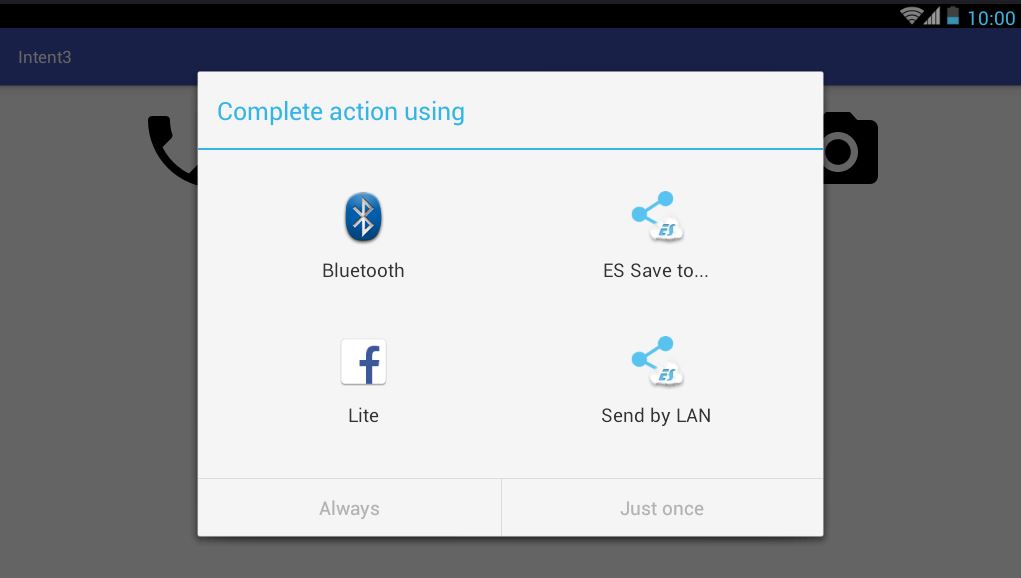 10:00
Intent3
Complete action using
Bluetooth
ES
ES Save to...
f
Lite
ES
Send by LAN
Always
Just once